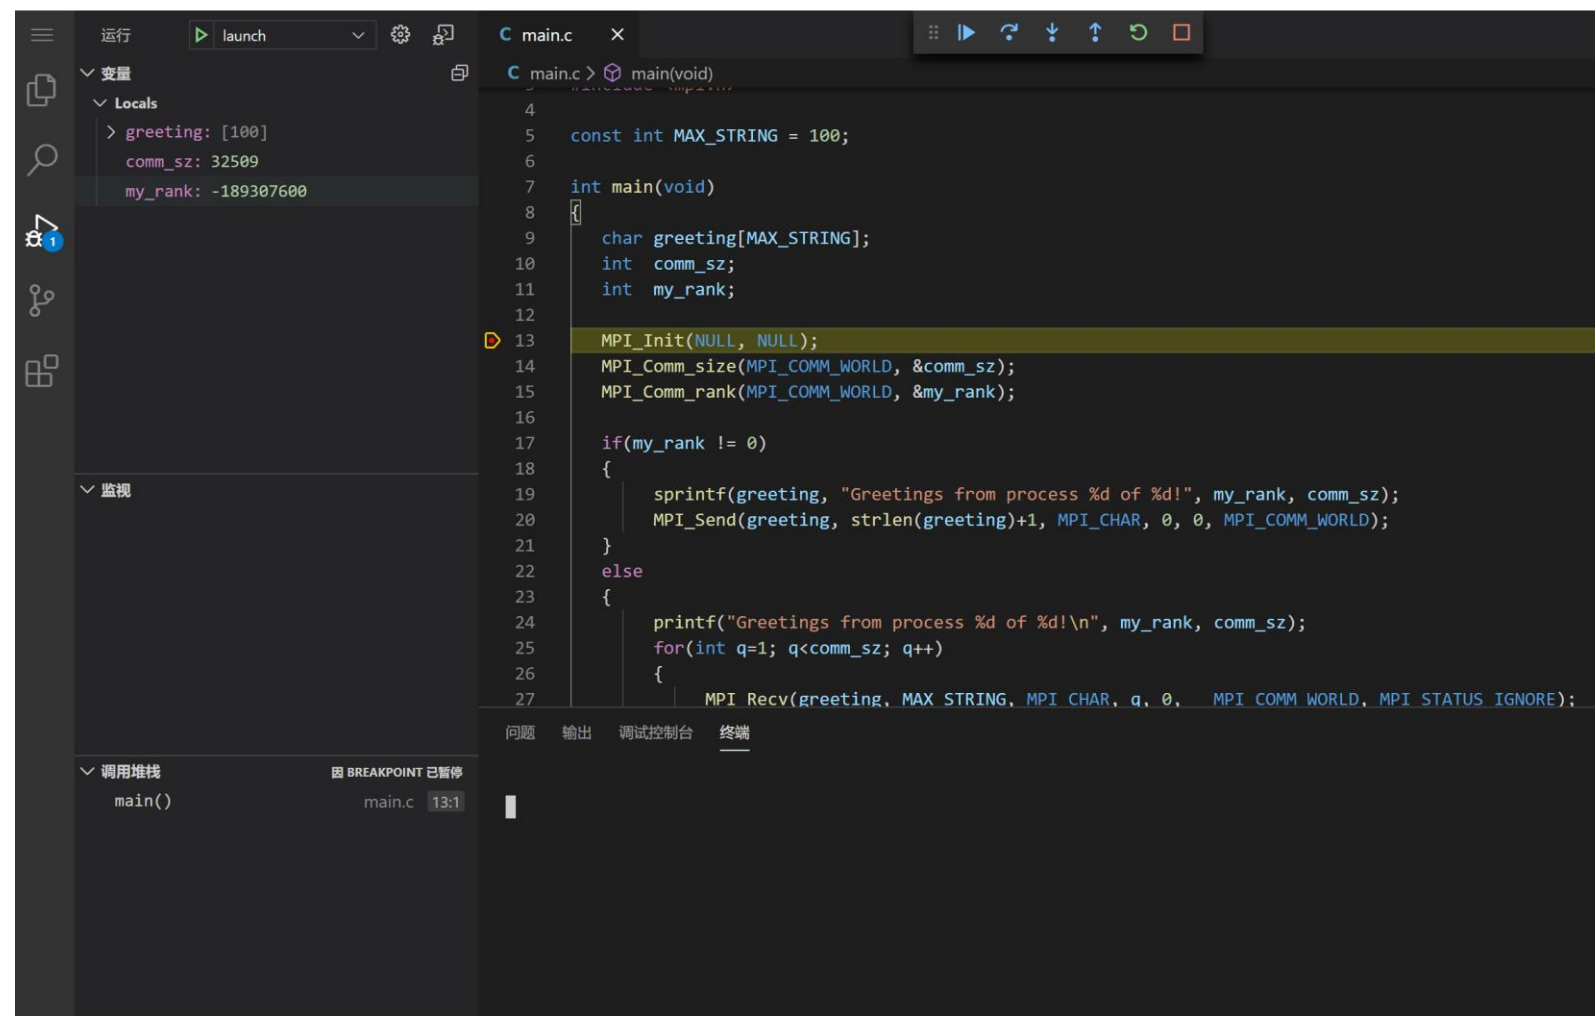 运行
launch
变量
Locals
greeting: [100]
comm_sz: 32509
my_rank: -189307600
1
监视
调用堆栈
因 BREAKPOINT 已暂停
main()
main.c
13:1
C main.c
C main.c > main(void)
3 #include <mpi.h>
4
5 const int MAX_STRING = 100;
6
7 int main(void)
8 {
9 char greeting[MAX_STRING];
10 int comm_sz;
11 int my_rank;
12
13 MPI_Init(NULL, NULL);
14 MPI_Comm_size(MPI_COMM_WORLD, &comm_sz);
15 MPI_Comm_rank(MPI_COMM_WORLD, &my_rank);
16
17 if(my_rank != 0)
18 {
19 sprintf(greeting, "Greetings from process %d of %d!", my_rank, comm_sz);
20 MPI_Send(greeting, strlen(greeting)+1, MPI_CHAR, 0, 0, MPI_COMM_WORLD);
21 }
22 else
23 {
24 printf("Greetings from process %d of %d!\n", my_rank, comm_sz);
25 for(int q=1; q<comm_sz; q++)
26 {
27 MPI_Recv(greeting, MAX_STRING, MPI_CHAR, q, 0, MPI_COMM_WORLD, MPI_STATUS_IGNORE);
问题 输出 调试控制台 终端